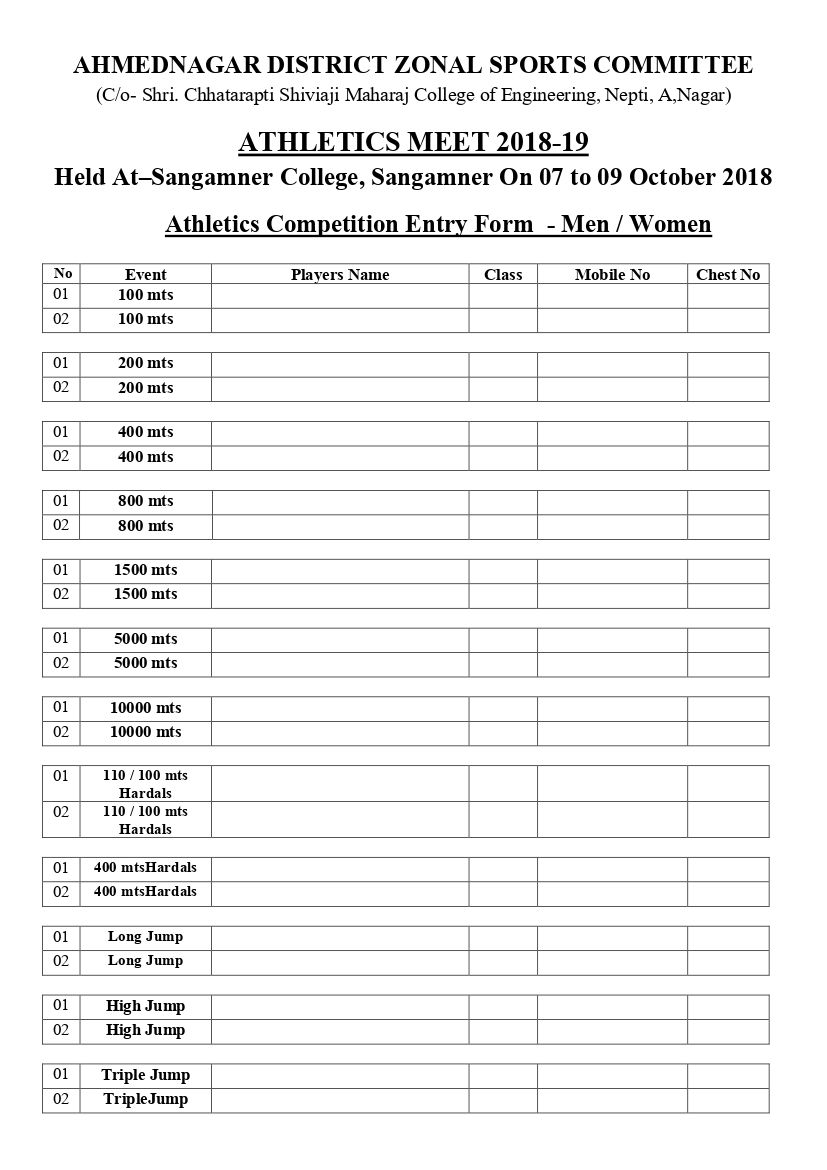 AHMEDNAGAR DISTRICT ZONAL SPORTS COMMITTEE
(C/o- Shri. Chhatarapti Shiviaji Maharaj College of Engineering, Nepti, A,Nagar)
ATHLETICS MEET 2018-19
Held At–Sangamner College, Sangamner On 07 to 09 October 2018
Athletics Competition Entry Form - Men / Women
No Event Players Name Class Mobile No Chest No
01 100 mts
02 100 mts
01 200 mts
02 200 mts
01 400 mts
02 400 mts
01 800 mts
02 800 mts
01 1500 mts
02 1500 mts
01 5000 mts
02 5000 mts
01 10000 mts
02 10000 mts
01 110 / 100 mts
Hardals
02 110 / 100 mts
Hardals
01 400 mtsHardals
02 400 mtsHardals
01 Long Jump
02 Long Jump
01 High Jump
02 High Jump
01 Triple Jump
02 TripleJump